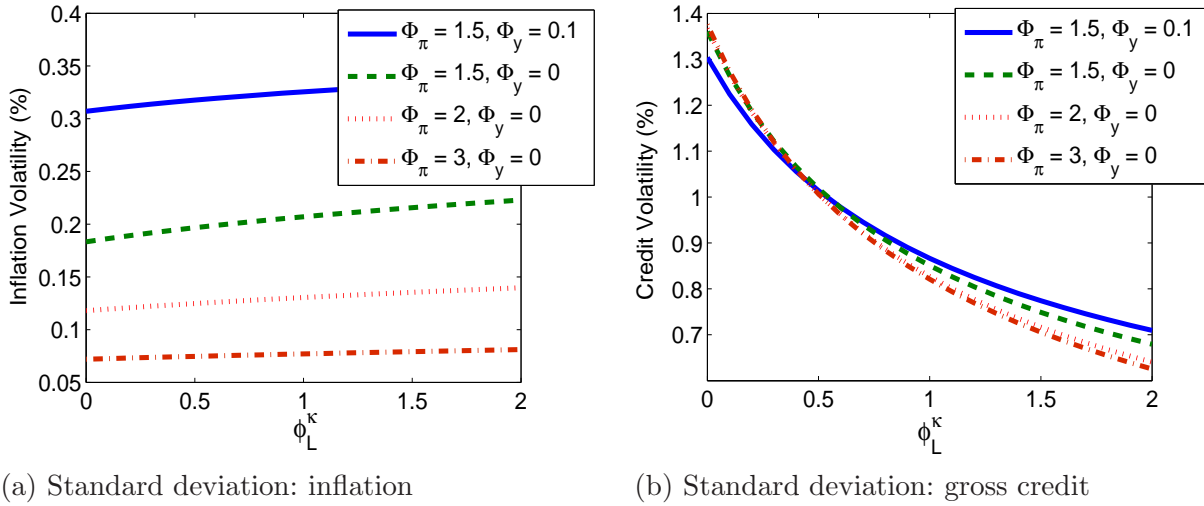 0.4
0.35
0.3
0.25
0.2
0.15
0.1
0.05
Inflation Volatility (%)
0 0.5 1 1.5 2
ϕ_L^κ
Φ_π = 1.5, Φ_y = 0.1
Φ_π = 1.5, Φ_y = 0
Φ_π = 2, Φ_y = 0
Φ_π = 3, Φ_y = 0
(a) Standard deviation: inflation
1.4
1.3
1.2
1.1
1
0.9
0.8
0.7
Credit Volatility (%)
0 0.5 1 1.5 2
ϕ_L^κ
Φ_π = 1.5, Φ_y = 0.1
Φ_π = 1.5, Φ_y = 0
Φ_π = 2, Φ_y = 0
Φ_π = 3, Φ_y = 0
(b) Standard deviation: gross credit